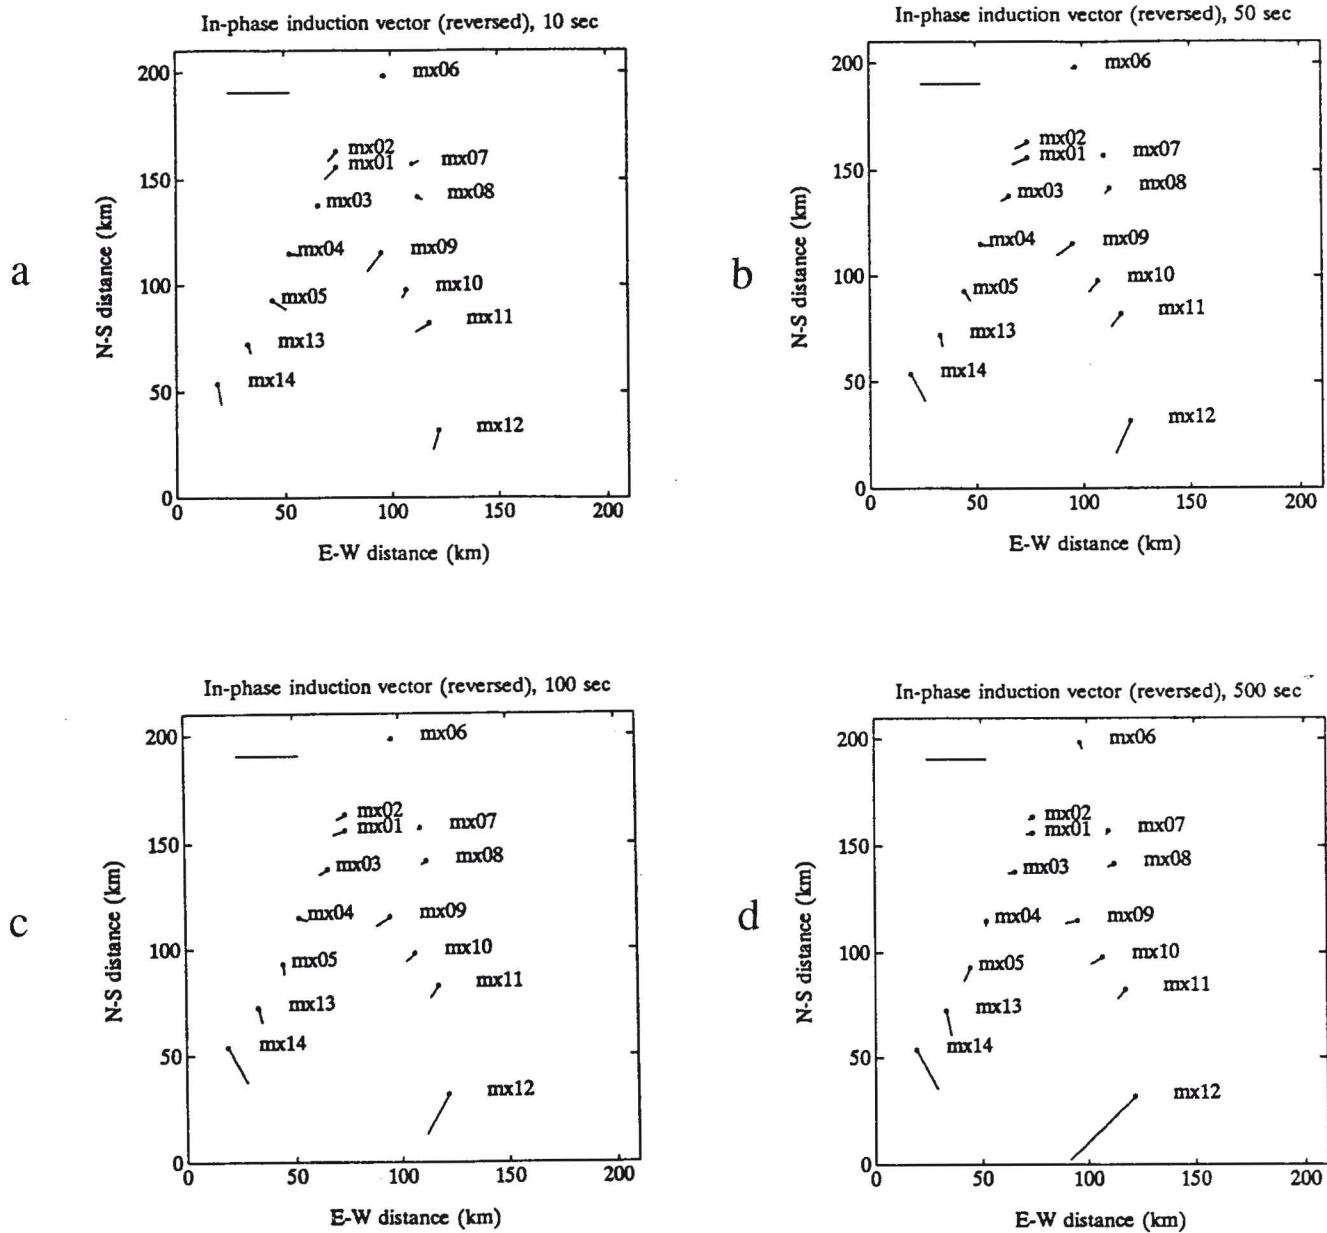 In-phase induction vector (reversed), 10 sec
200
mx06
mx02
mx01
mx07
150
mx03
mx08
mx04
mx09
a
N-S distance (km)
100
mx05
mx10
mx13
mx11
50
mx14
mx12
0
0 50 100 150 200
E-W distance (km)
In-phase induction vector (reversed), 50 sec
200
mx06
mx02
mx01
mx07
150
mx03
mx08
mx04
mx09
b
N-S distance (km)
100
mx05
mx10
mx13
mx11
50
mx14
mx12
0
0 50 100 150 200
E-W distance (km)
In-phase induction vector (reversed), 100 sec
200
mx06
mx02
mx01
mx07
150
mx03
mx08
mx04
mx09
c
N-S distance (km)
100
mx05
mx10
mx13
mx11
50
mx14
mx12
0
0 50 100 150 200
E-W distance (km)
In-phase induction vector (reversed), 500 sec
200
mx06
mx02
mx01
mx07
150
mx03
mx08
mx04
mx09
d
N-S distance (km)
100
mx05
mx10
mx13
mx11
50
mx14
mx12
0
0 50 100 150 200
E-W distance (km)